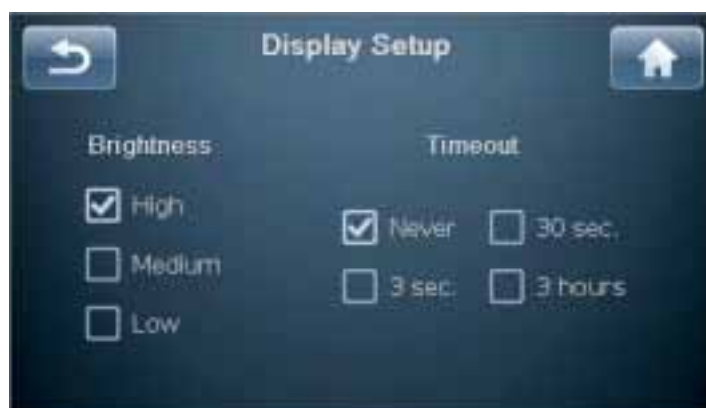 Display Setup
Brightness
Timeout
High
Medium
Low
Never
30 sec.
3 sec.
3 hours